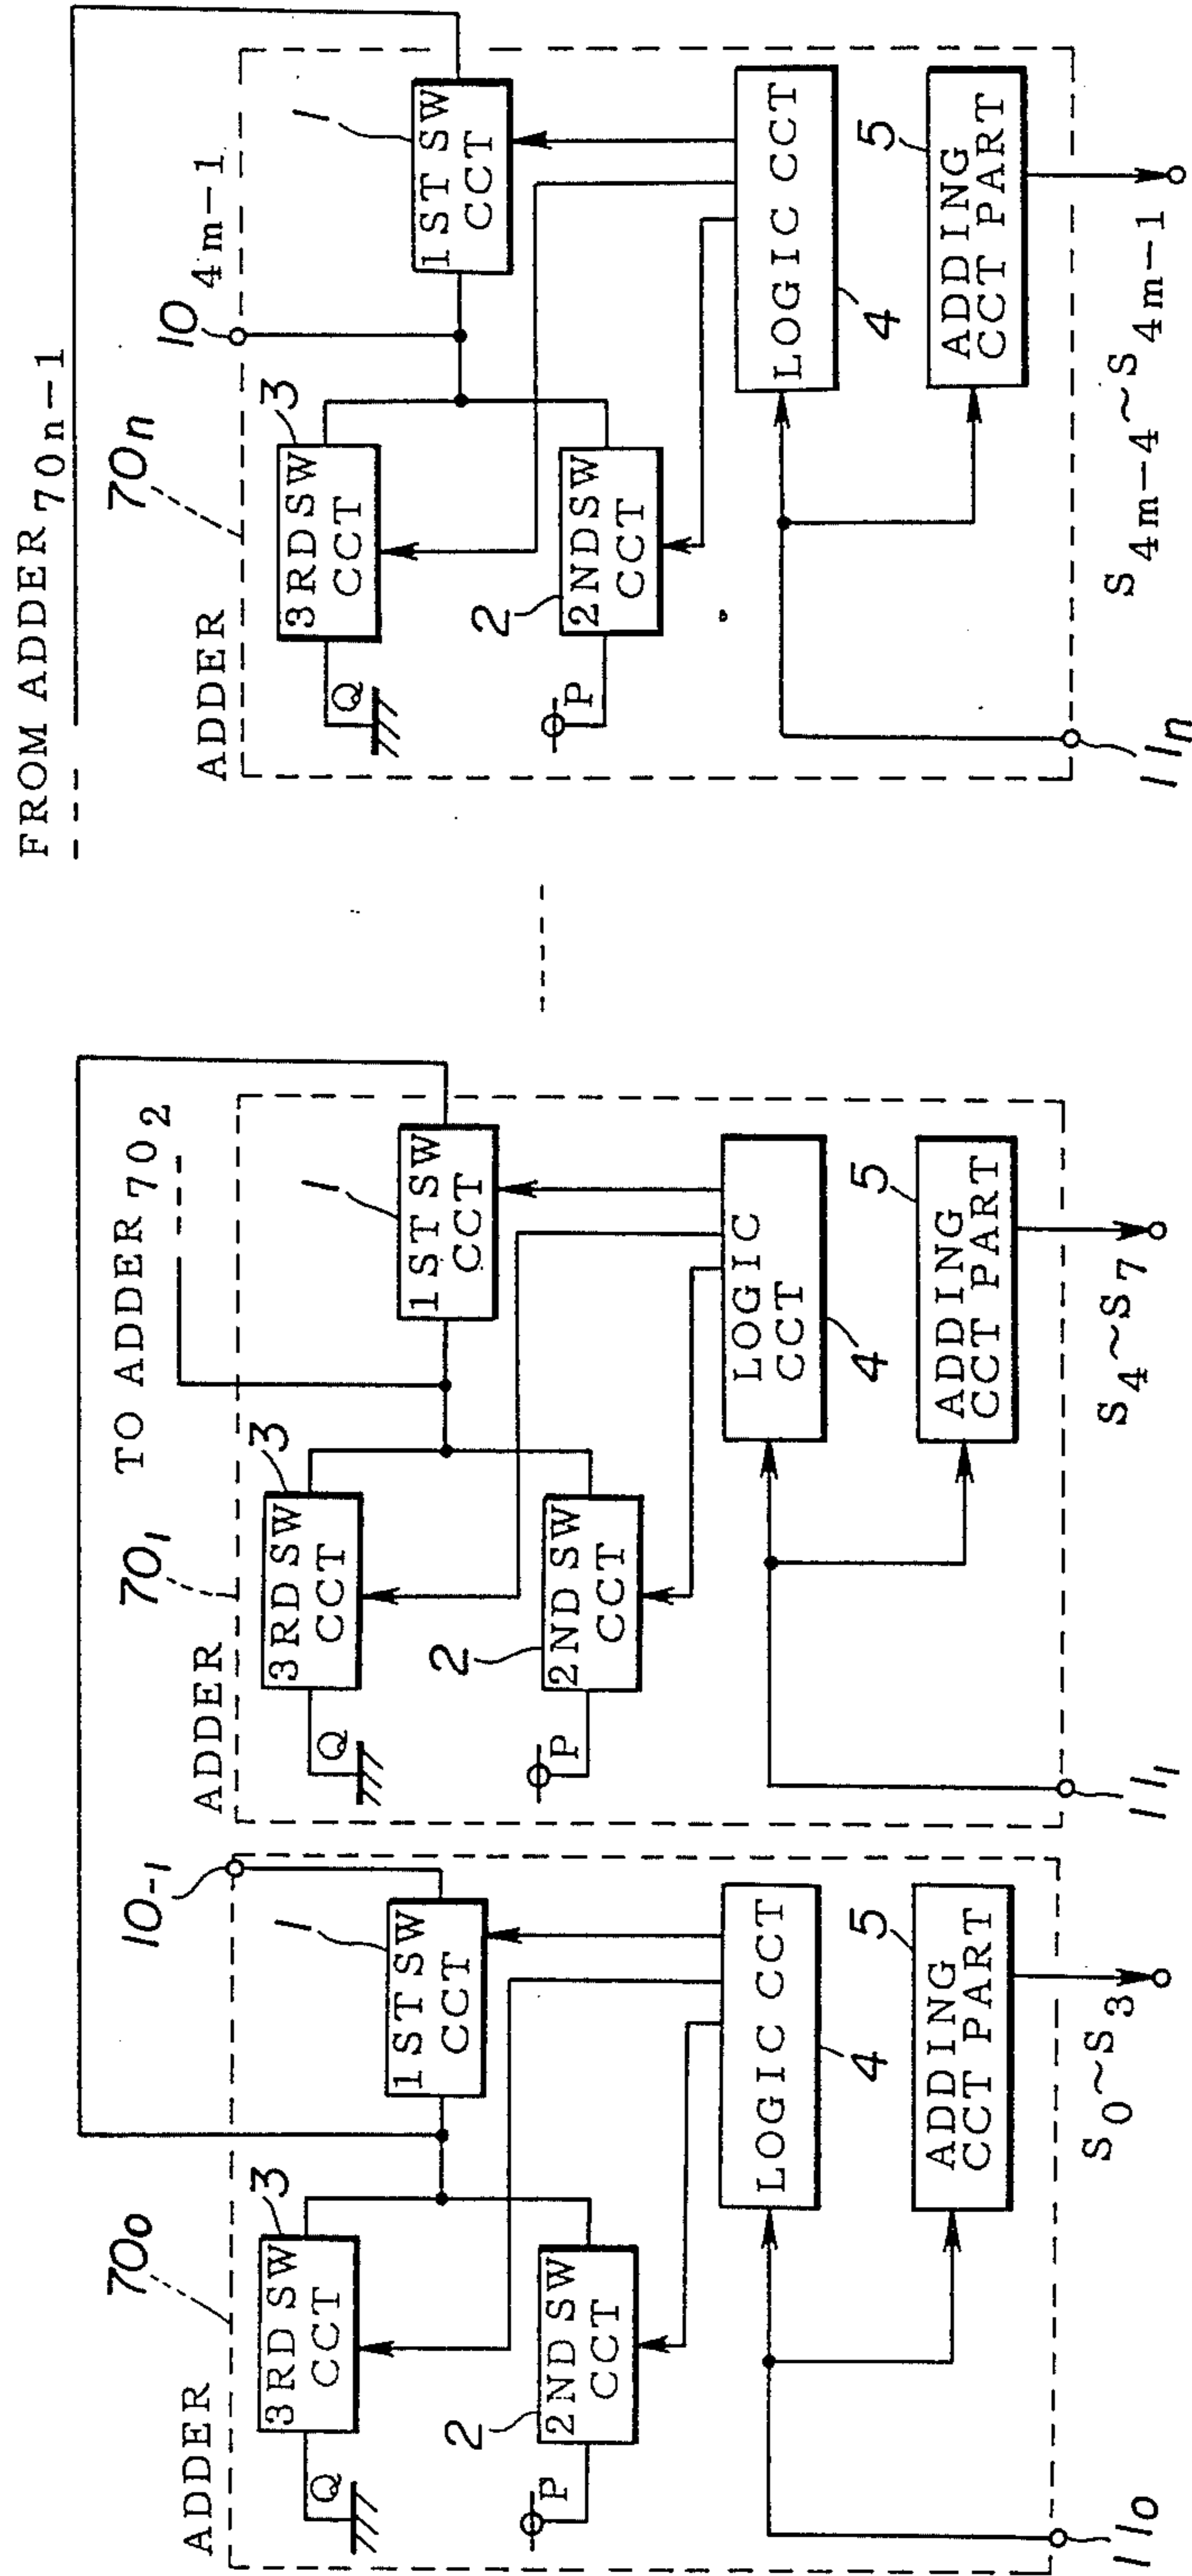 ADDER
70₀
10₋₁
Q
3RD SW
CCT
3
1
1ST SW
CCT
P
2
2ND SW
CCT
LOGIC CCT
4
5
ADDING
CCT PART
11₀
S₀~S₃
TO ADDER 70₂
ADDER
70₁
Q
3RD SW
CCT
3
1
1ST SW
CCT
P
2
2ND SW
CCT
LOGIC
CCT
4
5
ADDING
CCT PART
11₁
S₄~S₇
FROM ADDER 70n-1
ADDER
70n
10 4m-1
Q
3RD SW
CCT
3
1
1ST SW
CCT
P
2
2ND SW
CCT
LOGIC CCT
4
5
ADDING
CCT PART
11n
S4m-4~S4m-1